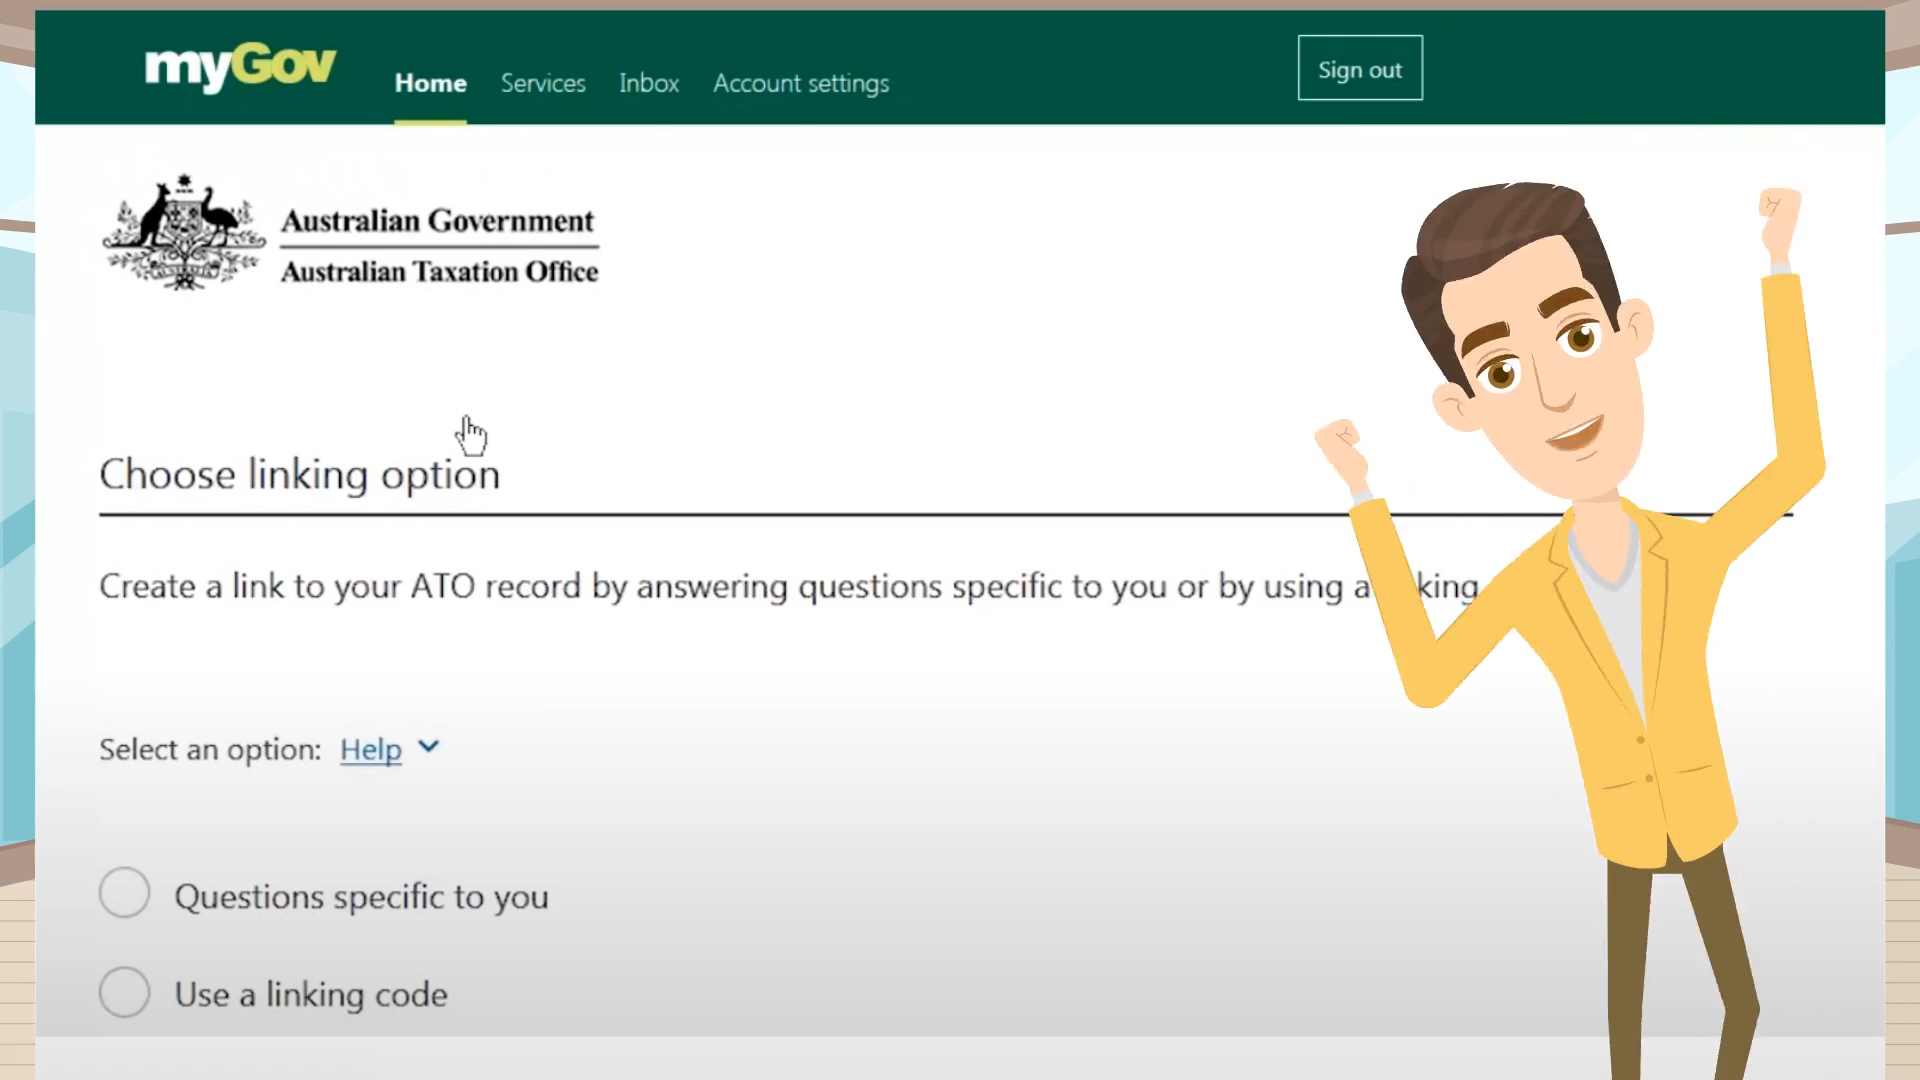 myGov
Home Services Inbox Account settings
Sign out
Australian Government
Australian Taxation Office
Choose linking option
Create a link to your ATO record by answering questions specific to you or by using a king
Select an option: Help
Questions specific to you
Use a linking code